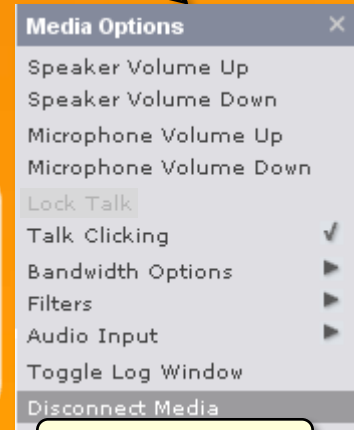 Media Options
Speaker Volume Up
Speaker Volume Down
Microphone Volume Up
Microphone Volume Down
Lock Talk
Talk Clicking
Bandwidth Options
Filters
Audio Input
Toggle Log Window
Disconnect Media